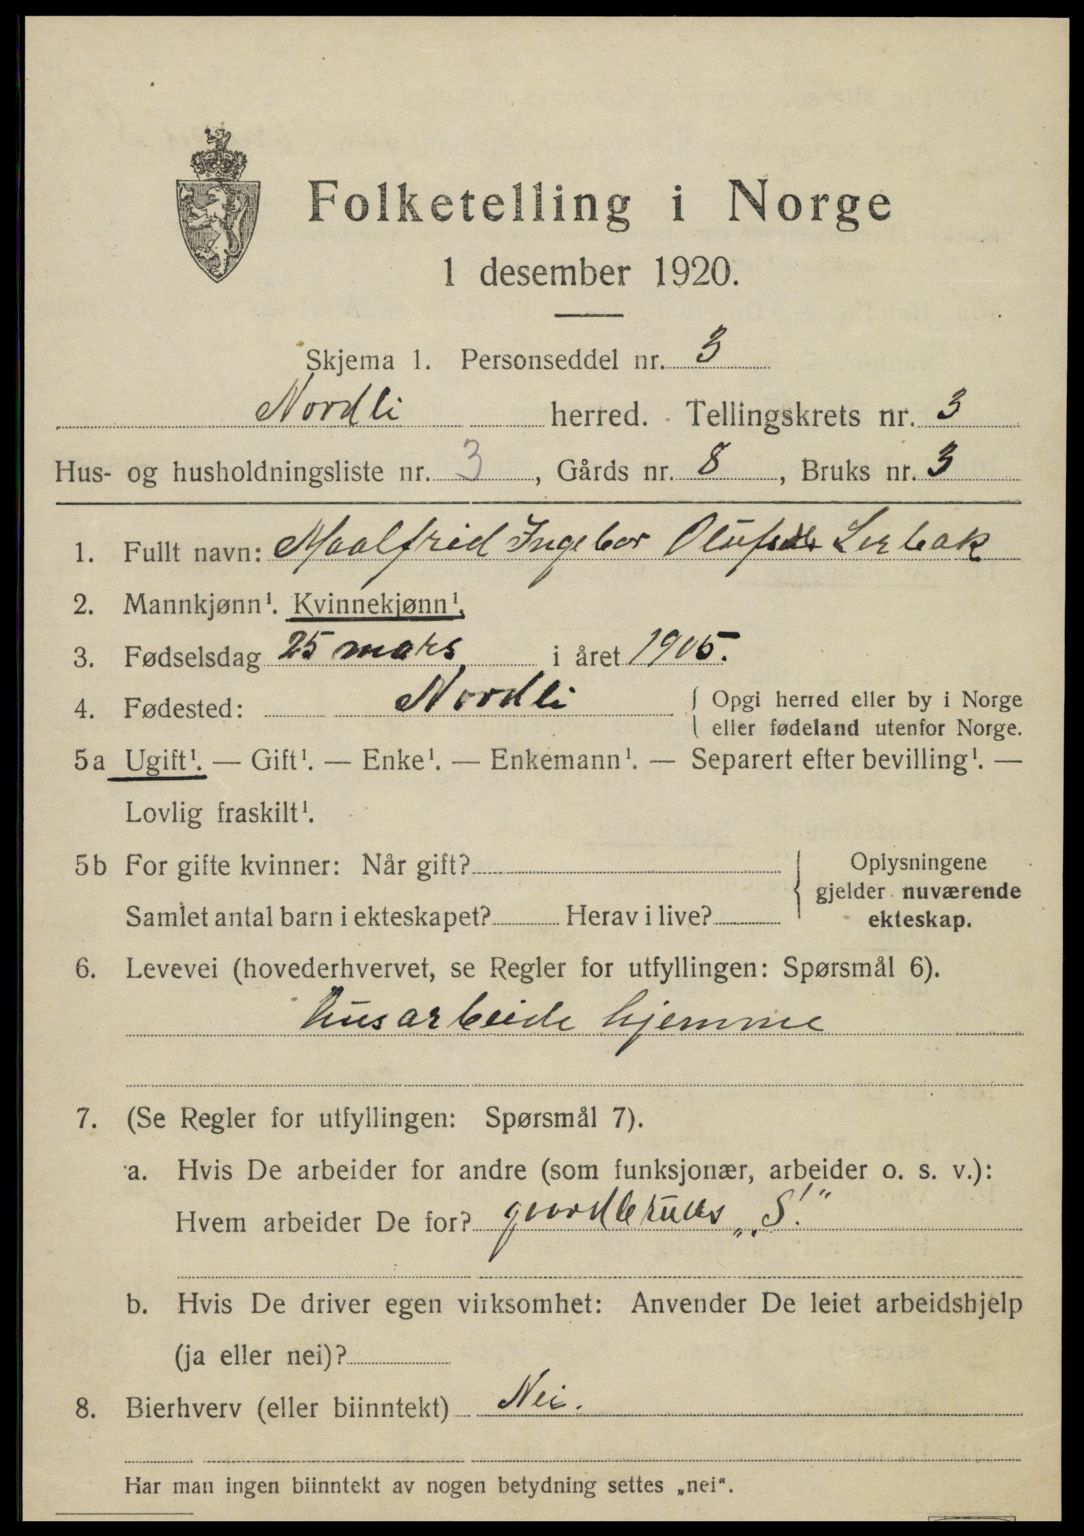 Folketelling i Norge
1 desember 1920.
Skjema 1. Personseddel nr. 3
Nordli herred. Tellingskrets nr. 3
Hus- og husholdningsliste nr. 3, Gårds nr. 8, Bruks nr. 3
1. Fullt navn: Maalfrid Ingebor Lerbak
2. Mannkjønn¹. Kvinnekjønn¹.
3. Fødselsdag 25 mars i året 1905.
4. Fødested: Nordli { Opgi herred eller by i Norge
eller fødeland utenfor Norge.
5a Ugift¹. — Gift¹. — Enke¹. — Enkemann¹. — Separert efter bevilling¹. —
Lovlig fraskilt¹.
5b For gifte kvinner: Når gift?
Samlet antal barn i ekteskapet? Herav i live?
Oplysningene
gjelder nuværende
ekteskap.
6. Levevei (hovederhvervet, se Regler for utfyllingen: Spørsmål 6).
husarbeide hjemme
7. (Se Regler for utfyllingen: Spørsmål 7).
a. Hvis De arbeider for andre (som funksjonær, arbeider o. s. v.):
Hvem arbeider De for? gaardbruks „S."
b. Hvis De driver egen virksomhet: Anvender De leiet arbeidshjelp
(ja eller nei)?
8. Bierhverv (eller biinntekt) Nei.
Har man ingen biinntekt av nogen betydning settes „nei“.